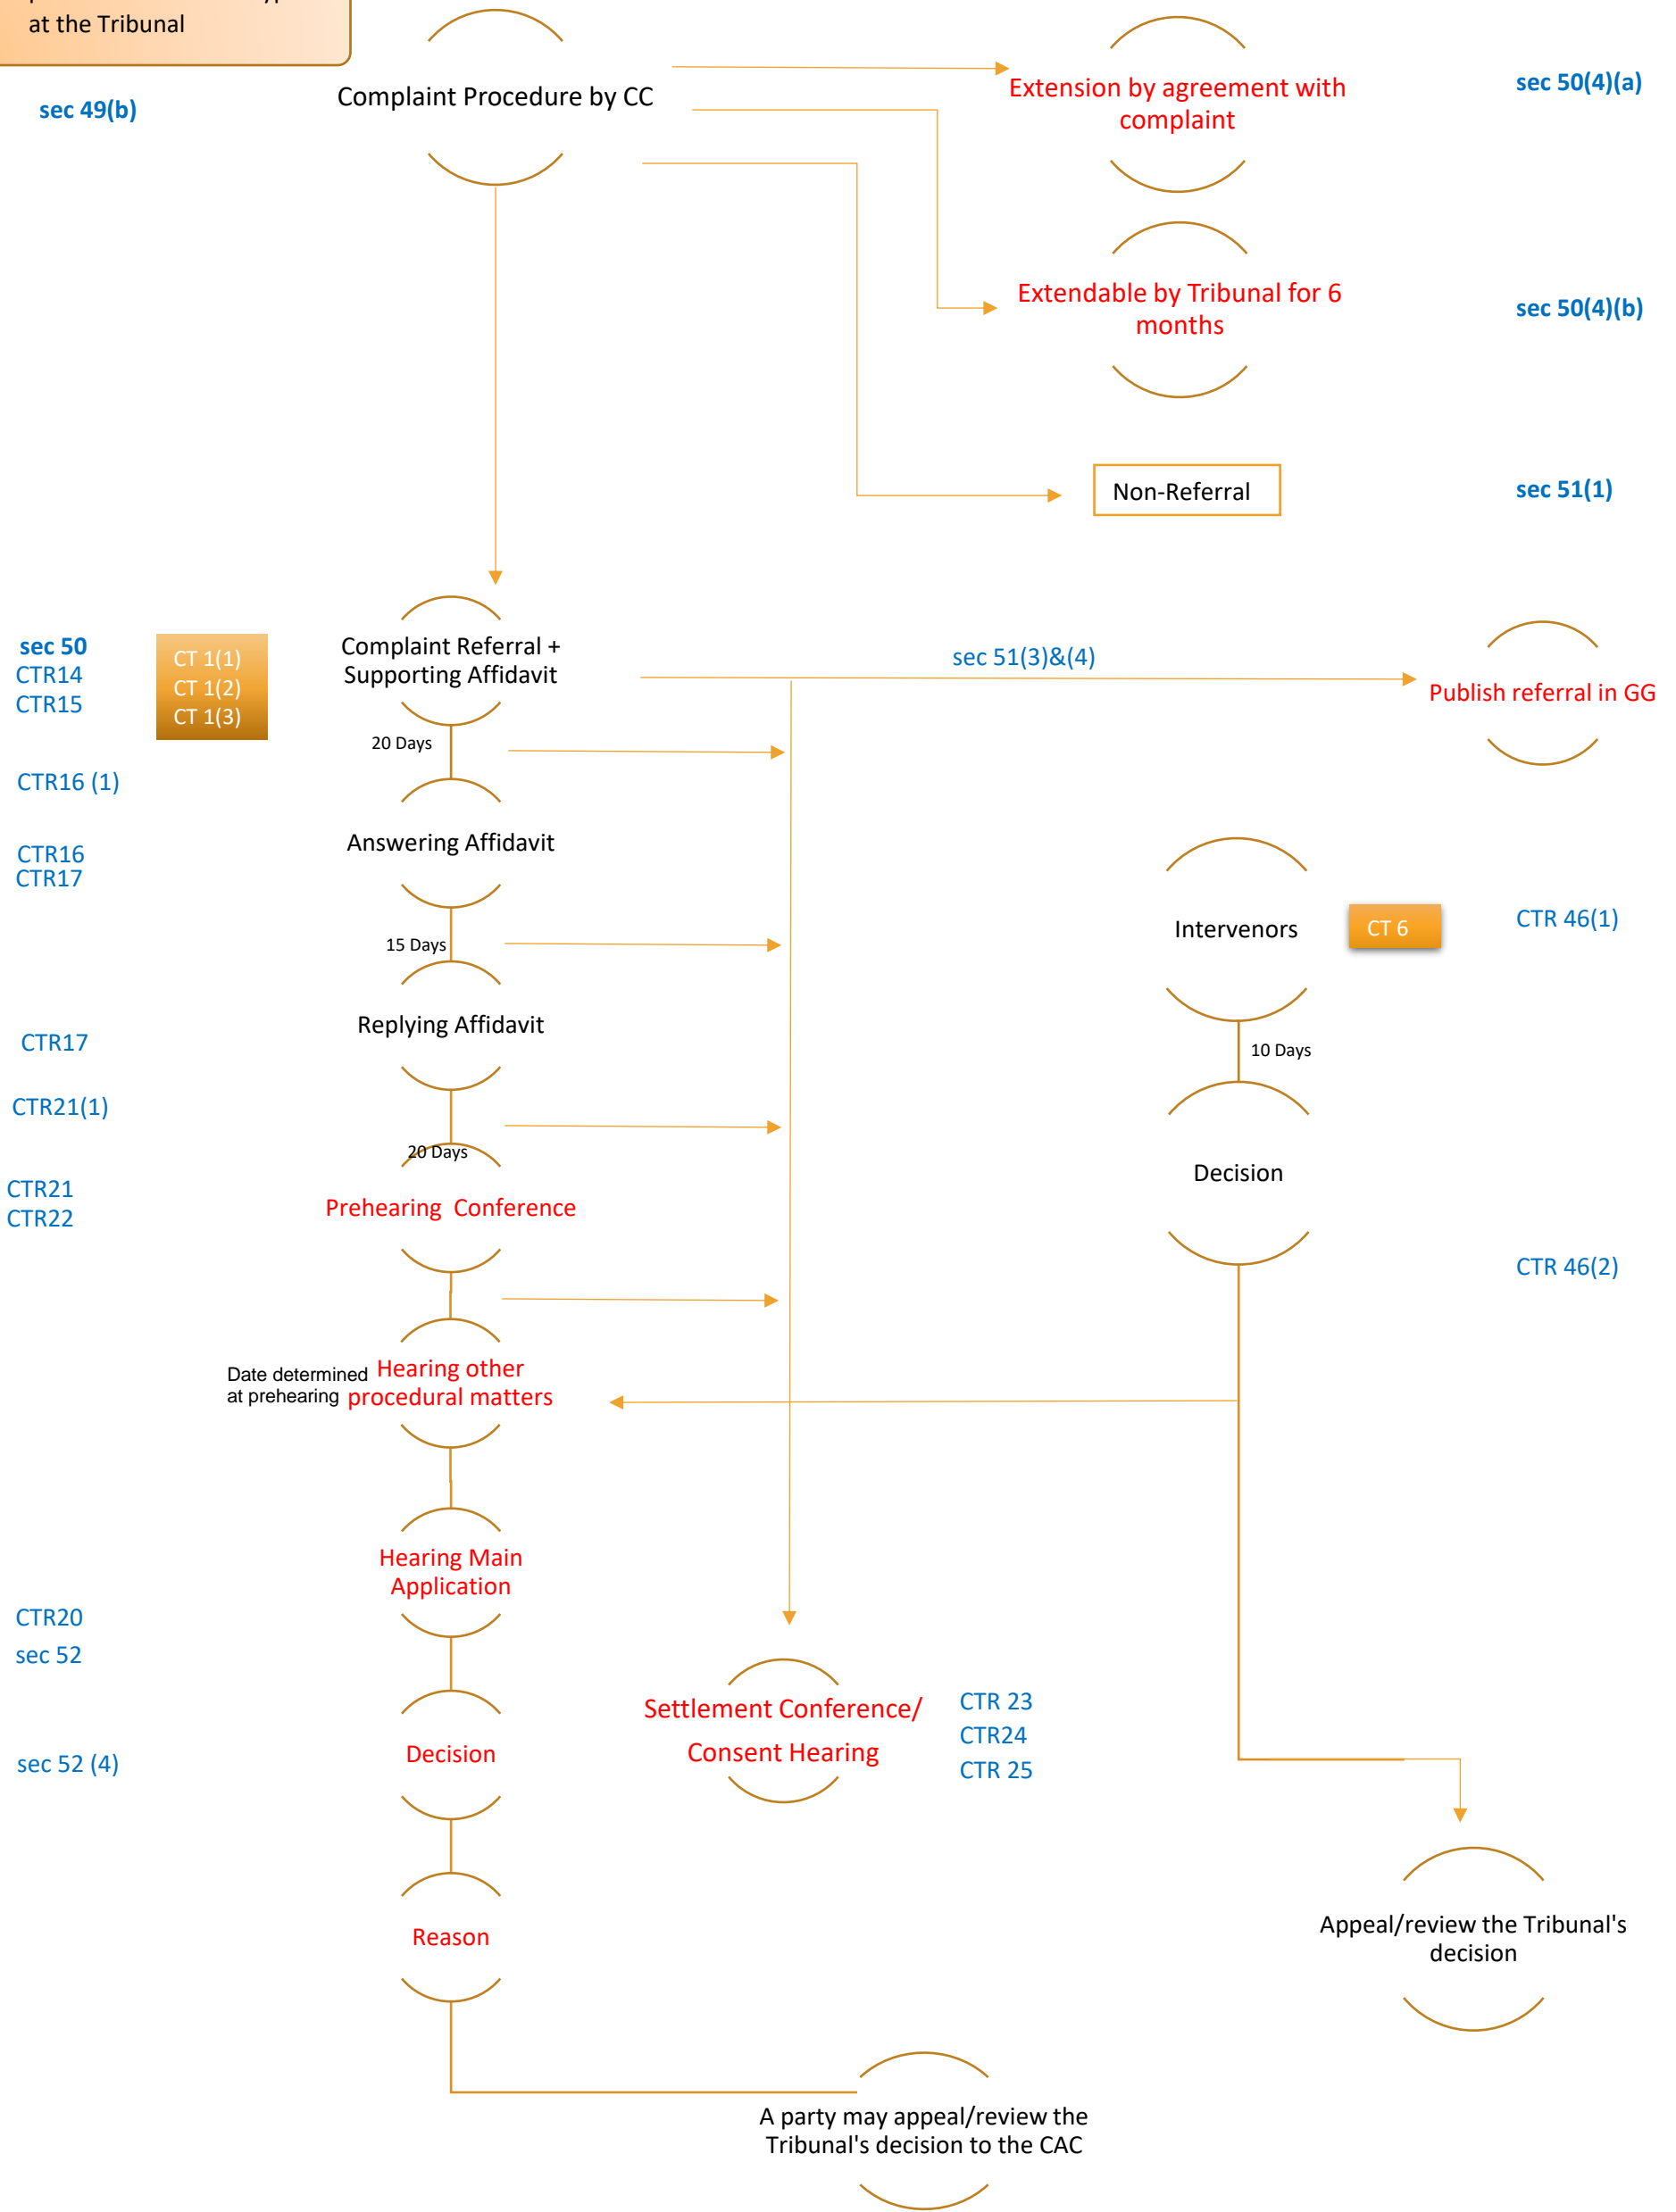 at the Tribunal
sec 49(b)
Complaint Procedure by CC
Extension by agreement with
complaint
sec 50(4)(a)
Extendable by Tribunal for 6
months
sec 50(4)(b)
Non-Referral
sec 51(1)
sec 50
CTR14
CTR15
CT 1(1)
CT 1(2)
CT 1(3)
Complaint Referral +
Supporting Affidavit
sec 51(3)&(4)
Publish referral in GG
20 Days
CTR16 (1)
Answering Affidavit
CTR16
CTR17
15 Days
Intervenors
CT 6
CTR 46(1)
Replying Affidavit
CTR17
10 Days
CTR21(1)
20 Days
Decision
CTR21
CTR22
Prehearing  Conference
CTR 46(2)
Date determined
at prehearing
Hearing other
procedural matters
Hearing Main
Application
CTR20
sec 52
Settlement Conference/
Consent Hearing
CTR 23
CTR24
CTR 25
Decision
sec 52 (4)
Reason
Appeal/review the Tribunal's
decision
A party may appeal/review the
Tribunal's decision to the CAC